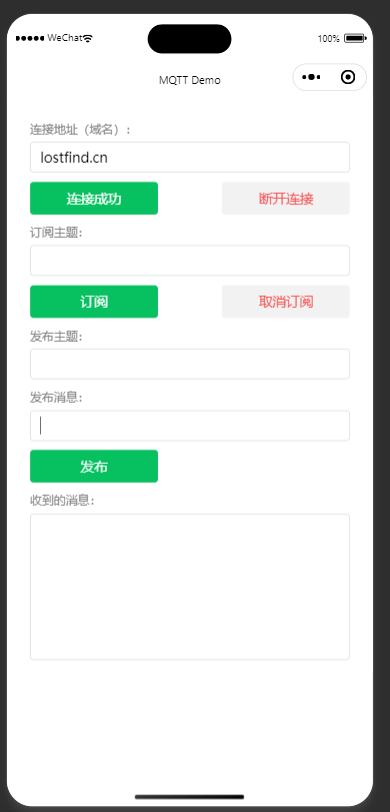 WeChat 100%
MQTT Demo
连接地址（域名）:
lostfind.cn
连接成功 断开连接
订阅主题:
订阅 取消订阅
发布主题:
发布消息:
发布
收到的消息: